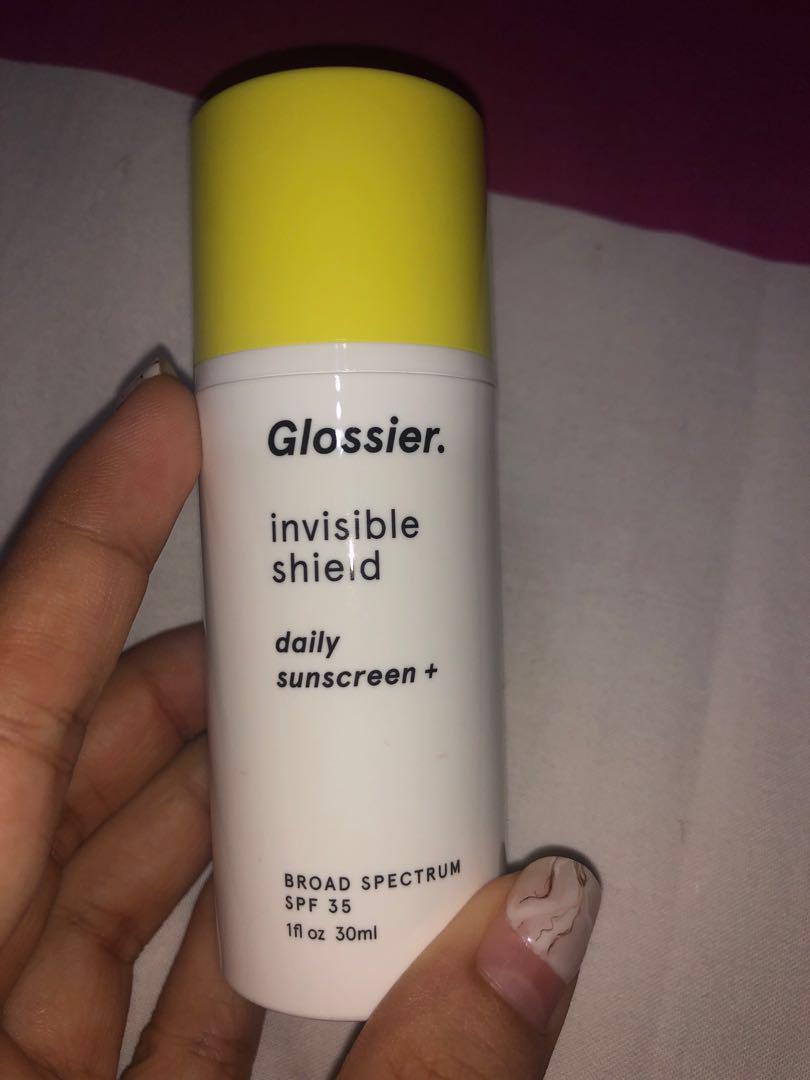 Glossier.
invisible
shield
daily
sunscreen +
BROAD SPECTRUM
SPF 35
1fl oz 30ml